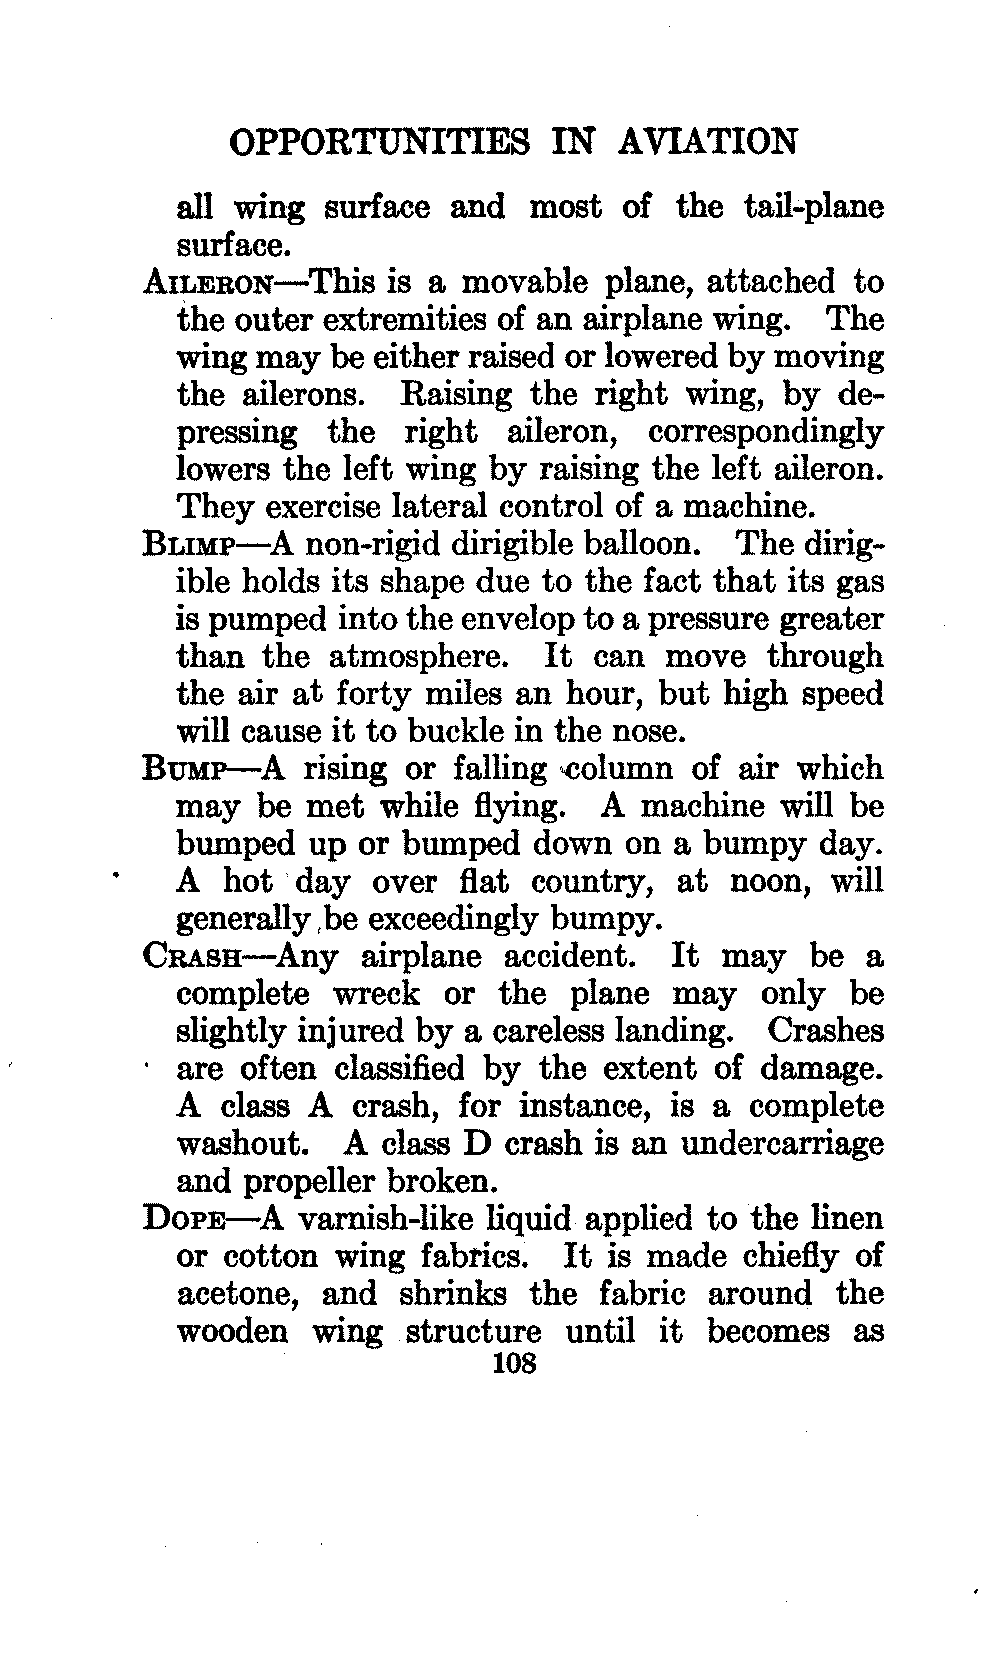 OPPORTUNITIES IN AVIATION
all wing surface and most of the tail-plane
surface.
AILERON—This is a movable plane, attached to
the outer extremities of an airplane wing. The
wing may be either raised or lowered by moving
the ailerons. Raising the right wing, by de-
pressing the right aileron, correspondingly
lowers the left wing by raising the left aileron.
They exercise lateral control of a machine.
BLIMP—A non-rigid dirigible balloon. The dirig-
ible holds its shape due to the fact that its gas
is pumped into the envelop to a pressure greater
than the atmosphere. It can move through
the air at forty miles an hour, but high speed
will cause it to buckle in the nose.
BUMP—A rising or falling column of air which
may be met while flying. A machine will be
bumped up or bumped down on a bumpy day.
A hot day over flat country, at noon, will
generally be exceedingly bumpy.
CRASH—Any airplane accident. It may be a
complete wreck or the plane may only be
slightly injured by a careless landing. Crashes
are often classified by the extent of damage.
A class A crash, for instance, is a complete
washout. A class D crash is an undercarriage
and propeller broken.
DOPE—A varnish-like liquid applied to the linen
or cotton wing fabrics. It is made chiefly of
acetone, and shrinks the fabric around the
wooden wing structure until it becomes as
108